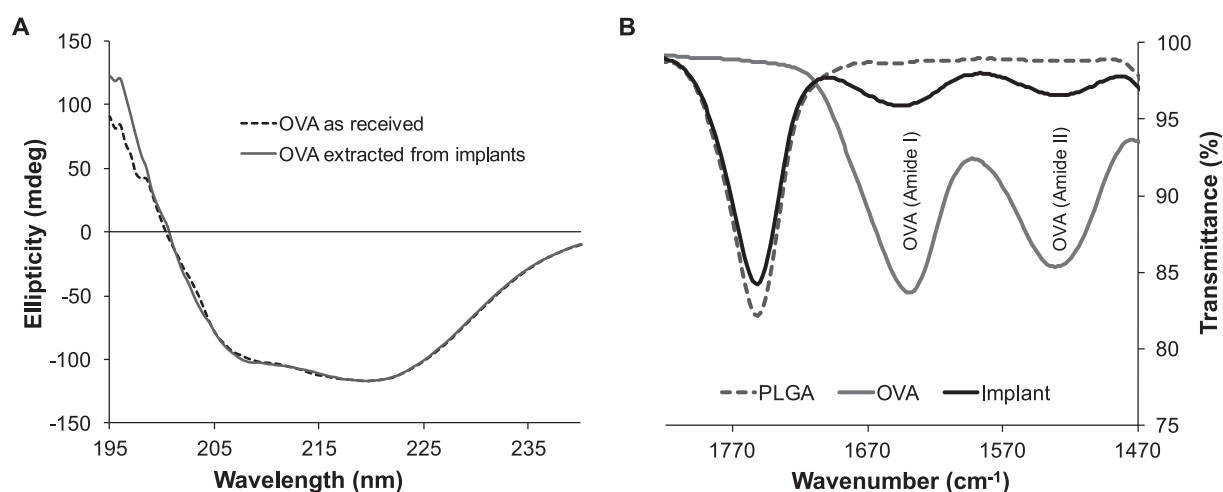 A
150
100
50
0
-50
-100
-150
Ellipticity (mdeg)
OVA as received
OVA extracted from implants
195
205
215
225
235
Wavelength (nm)
B
100
95
90
85
80
75
Transmittance (%)
OVA (Amide I)
OVA (Amide II)
PLGA
OVA
Implant
1770
1670
1570
1470
Wavenumber (cm⁻¹)